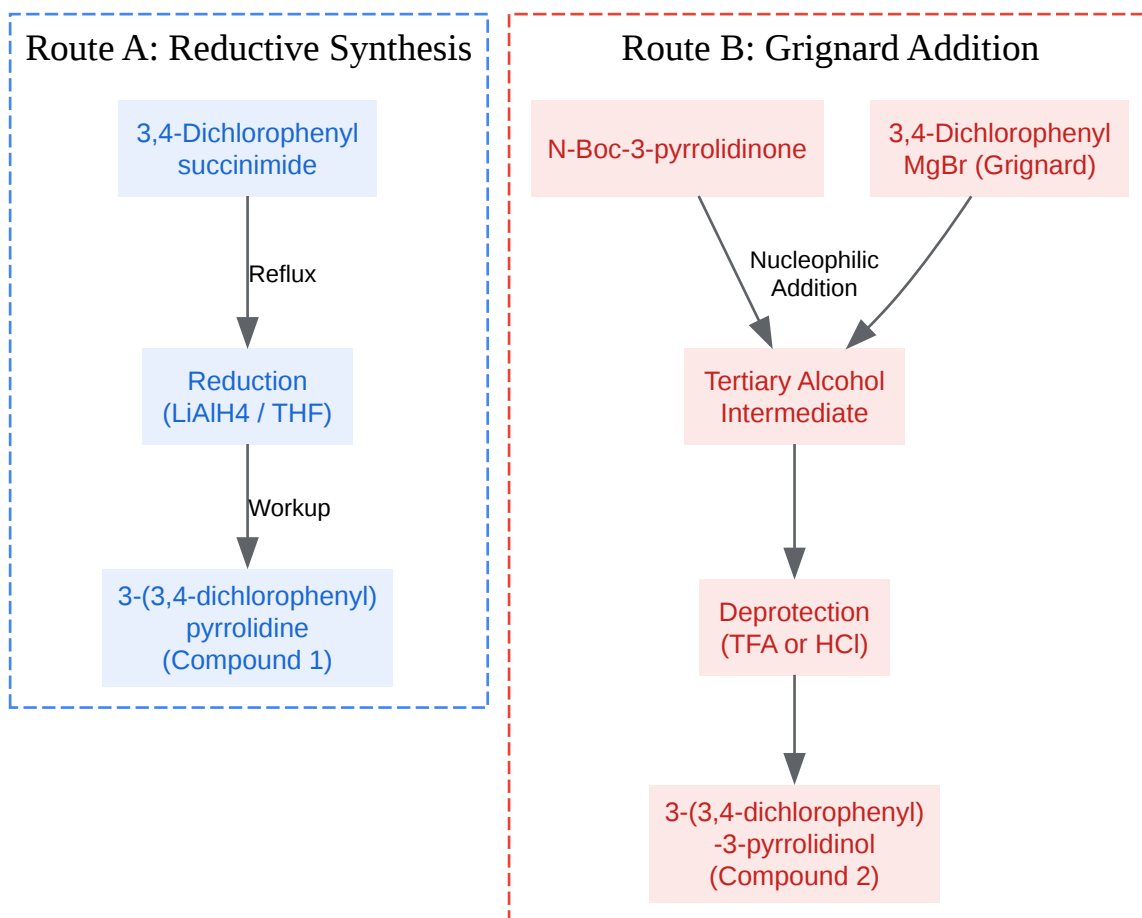 Route A: Reductive Synthesis
3,4-Dichlorophenyl
succinimide
Reflux
Reduction
(LiAlH4 / THF)
Workup
3-(3,4-dichlorophenyl)
pyrrolidine
(Compound 1)
Route B: Grignard Addition
N-Boc-3-pyrrolidinone
3,4-Dichlorophenyl
MgBr (Grignard)
Nucleophilic
Addition
Tertiary Alcohol
Intermediate
Deprotection
(TFA or HCl)
3-(3,4-dichlorophenyl)
-3-pyrrolidinol
(Compound 2)